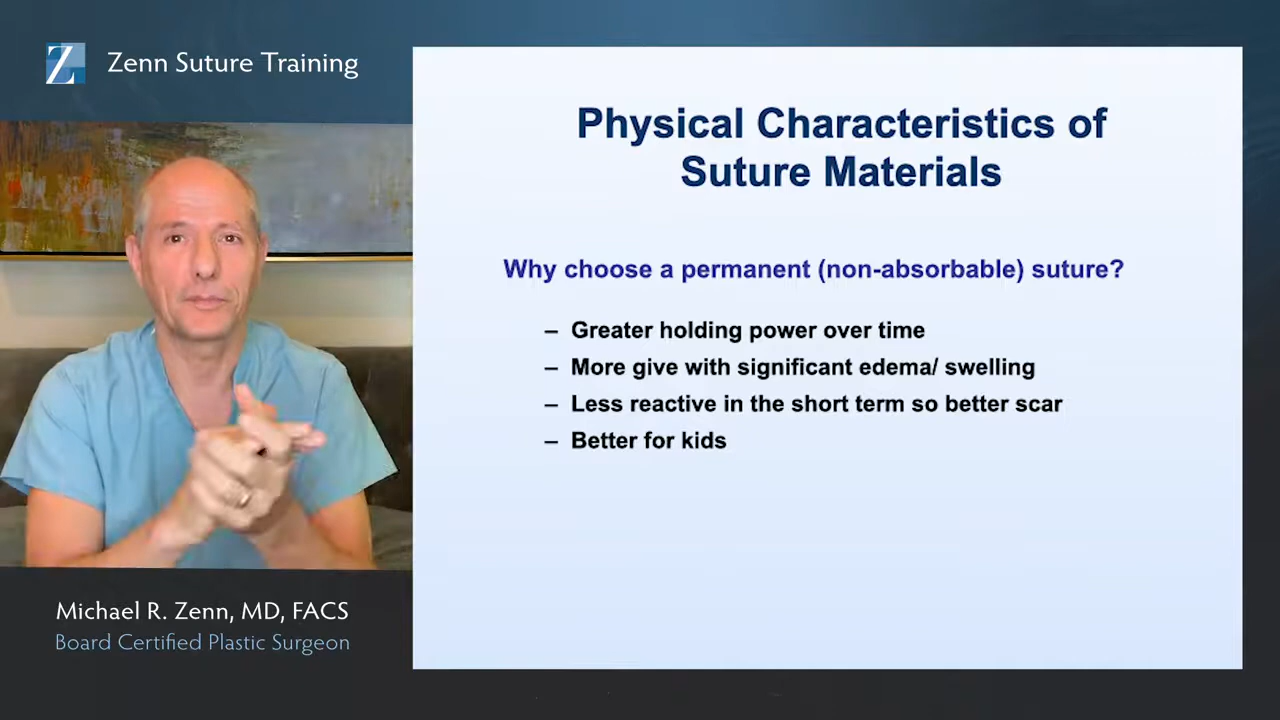 Z
Zenn Suture Training
Physical Characteristics of
Suture Materials
Why choose a permanent (non-absorbable) suture?
– Greater holding power over time
– More give with significant edema/ swelling
– Less reactive in the short term so better scar
– Better for kids
Michael R. Zenn, MD, FACS
Board Certified Plastic Surgeon